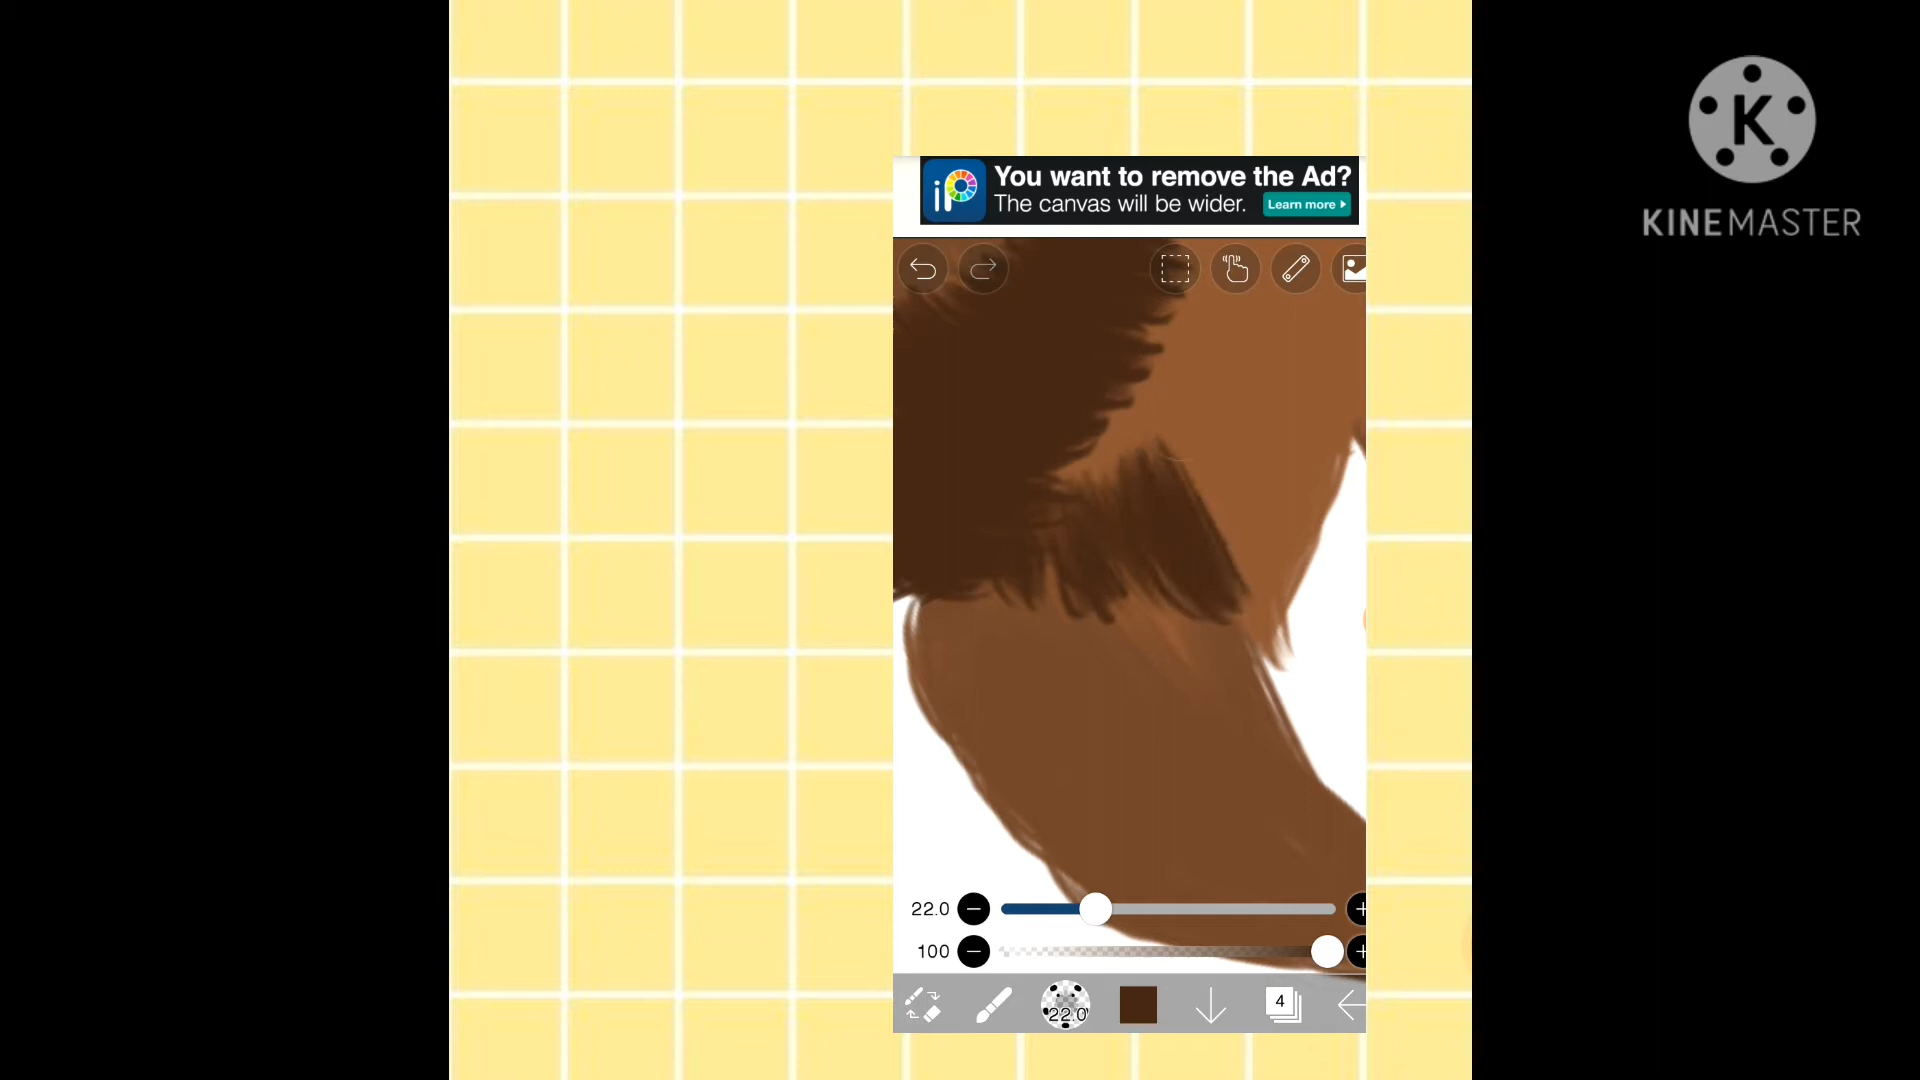 KINEMASTER
iP
You want to remove the Ad?
The canvas will be wider.
Learn more
22.0
100
22.0
4